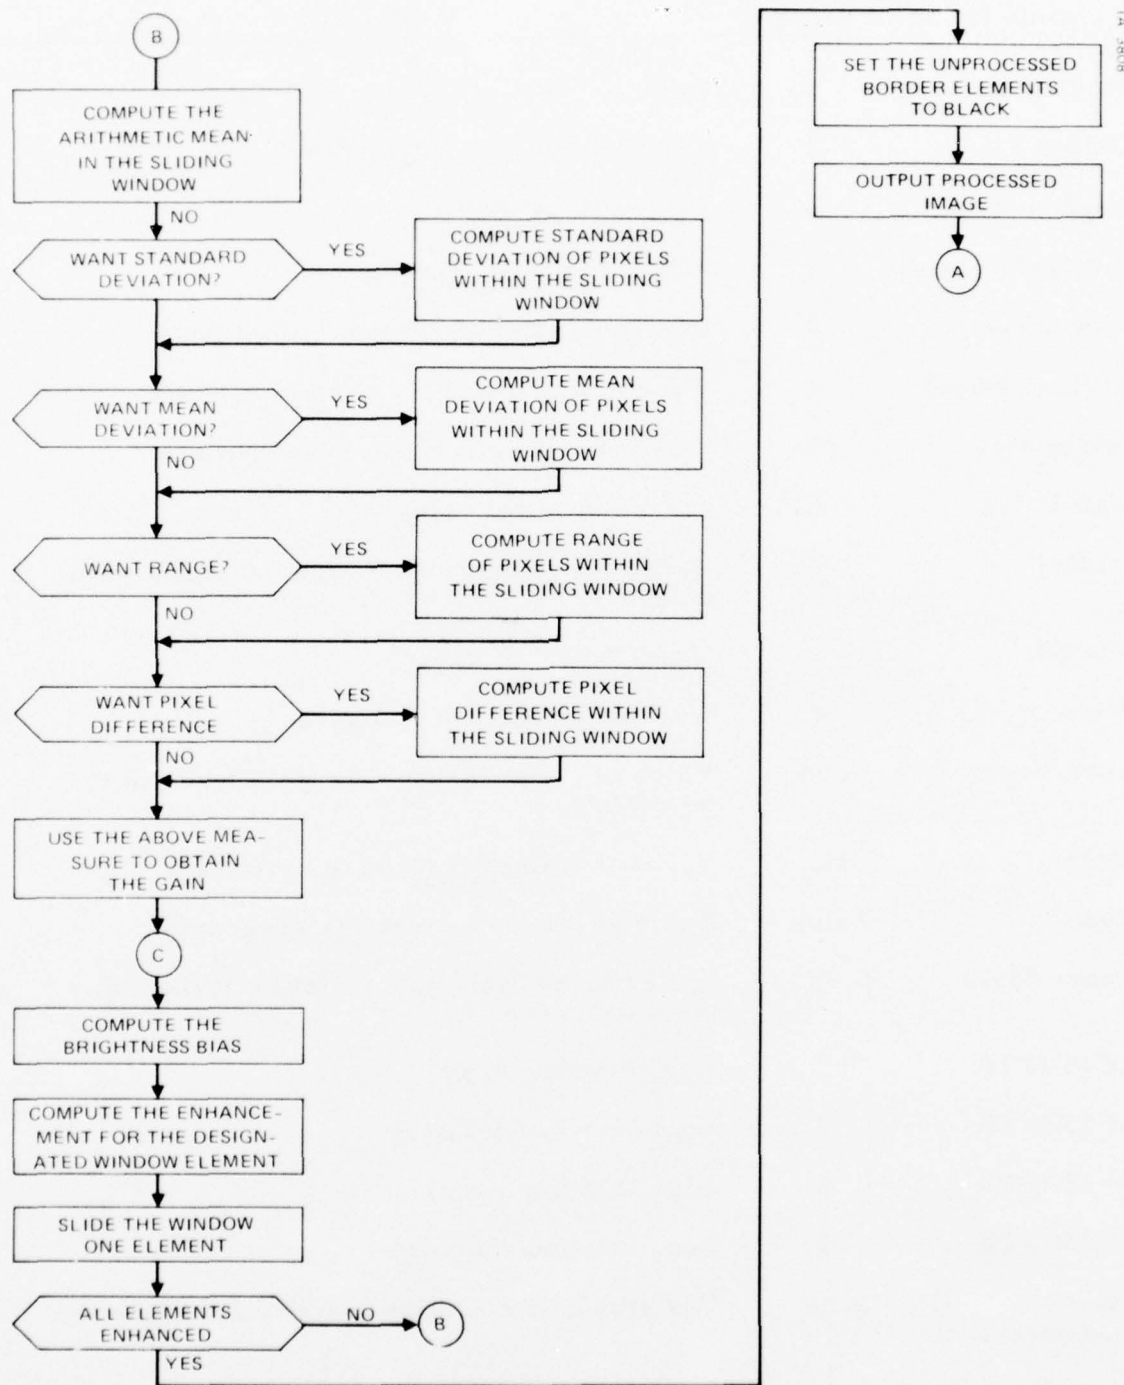 B
COMPUTE THE
ARITHMETIC MEAN
IN THE SLIDING
WINDOW
NO
WANT STANDARD
DEVIATION?
YES
COMPUTE STANDARD
DEVIATION OF PIXELS
WITHIN THE SLIDING
WINDOW
WANT MEAN
DEVIATION?
YES
COMPUTE MEAN
DEVIATION OF PIXELS
WITHIN THE SLIDING
WINDOW
NO
WANT RANGE?
YES
COMPUTE RANGE
OF PIXELS WITHIN
THE SLIDING WINDOW
NO
WANT PIXEL
DIFFERENCE
YES
COMPUTE PIXEL
DIFFERENCE WITHIN
THE SLIDING WINDOW
NO
USE THE ABOVE MEA-
SURE TO OBTAIN
THE GAIN
C
COMPUTE THE
BRIGHTNESS BIAS
COMPUTE THE ENHANCE-
MENT FOR THE DESIGN-
ATED WINDOW ELEMENT
SLIDE THE WINDOW
ONE ELEMENT
ALL ELEMENTS
ENHANCED
NO
B
YES
SET THE UNPROCESSED
BORDER ELEMENTS
TO BLACK
OUTPUT PROCESSED
IMAGE
A